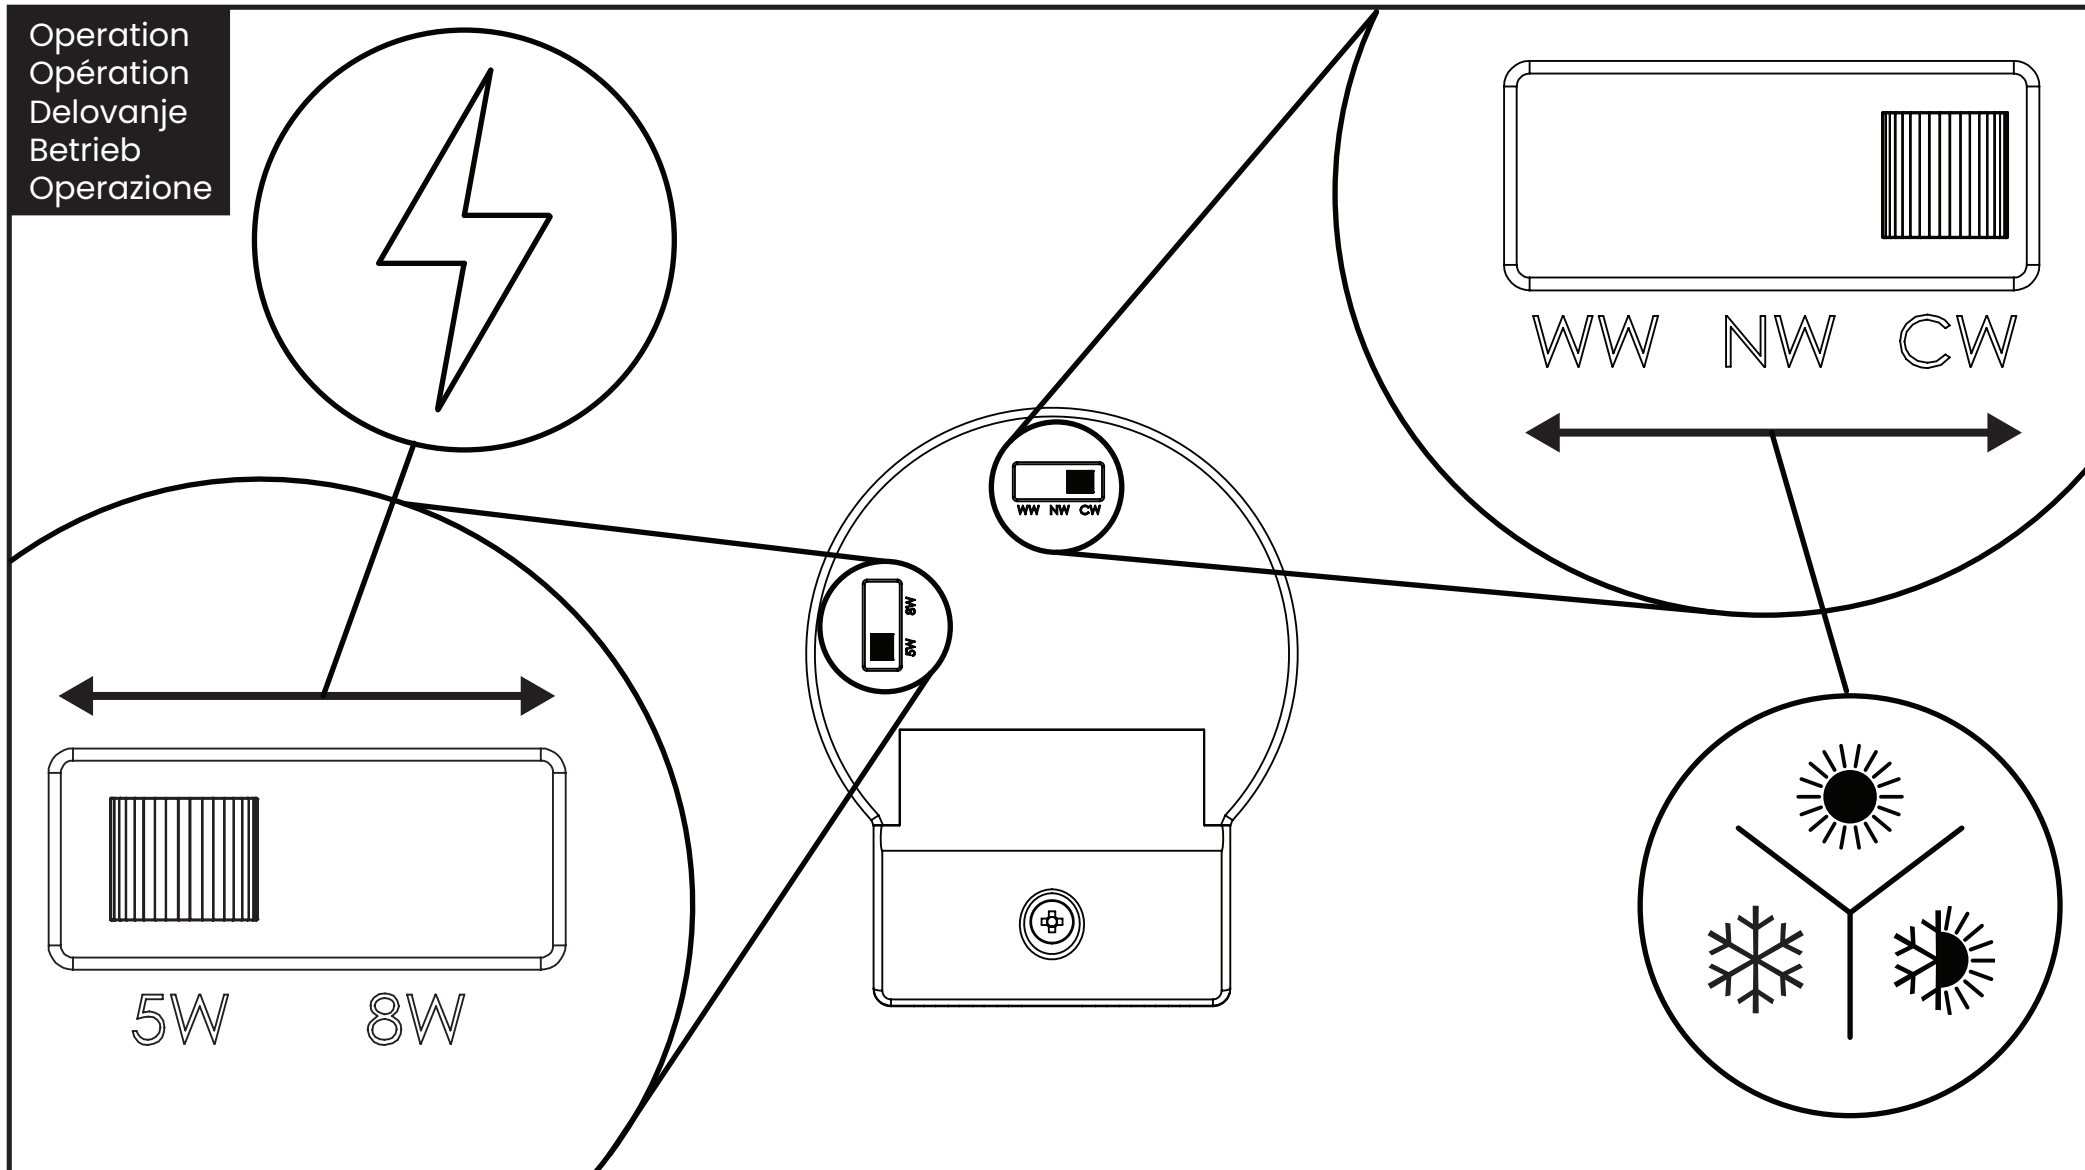 Operation
Opération
Delovanje
Betrieb
Operazione
WW NW CW
WW NW CW
8W
5W
5W 8W